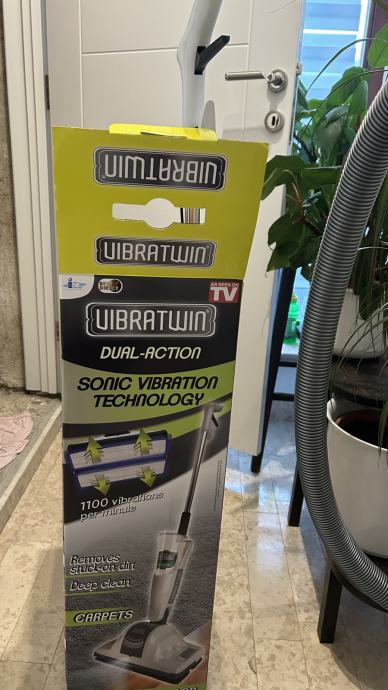 VIBRATWIN
VIBRATWIN
AS SEEN ON
TV
VIBRATWIN
DUAL-ACTION
SONIC VIBRATION
TECHNOLOGY
1100 vibrations
per minute
Removes
stuck-on dirt
Deep clean
CARPETS